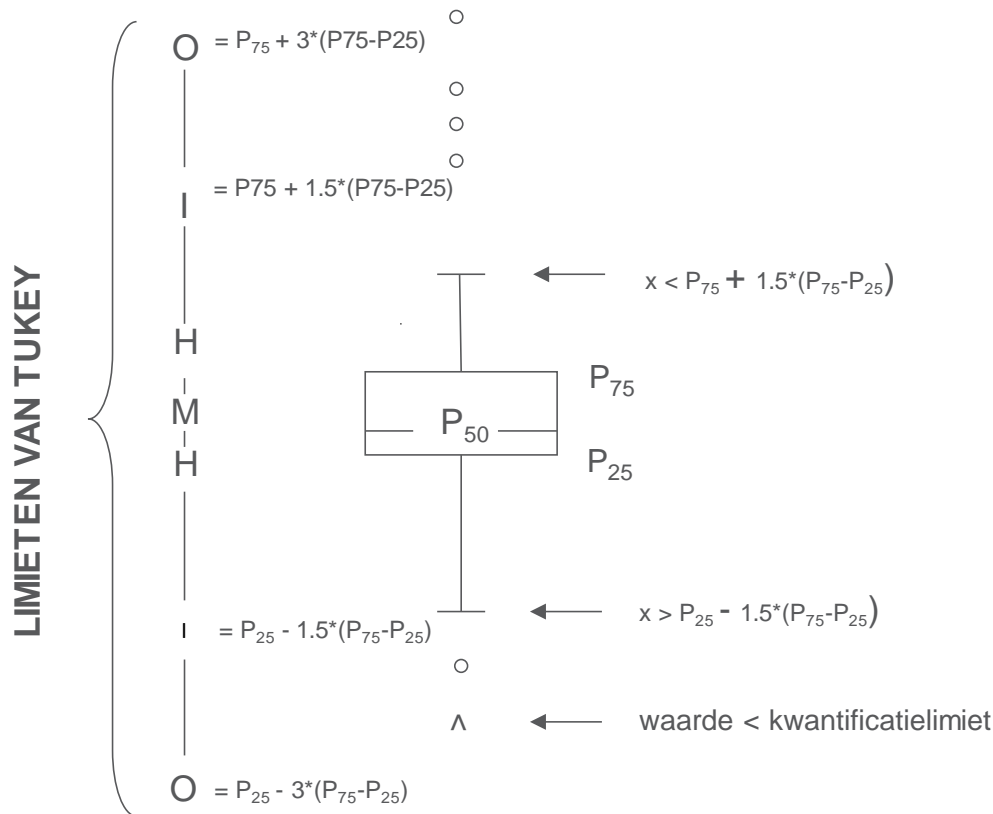 LIMIETEN VAN TUKEY
O = P75 + 3*(P75-P25)
I = P75 + 1.5*(P75-P25)
x < P75 + 1.5*(P75-P25)
H
P75
M
P50
H
P25
x > P25 - 1.5*(P75-P25)
I = P25 - 1.5*(P75-P25)
^ waarde < kwantificatielimiet
O = P25 - 3*(P75-P25)